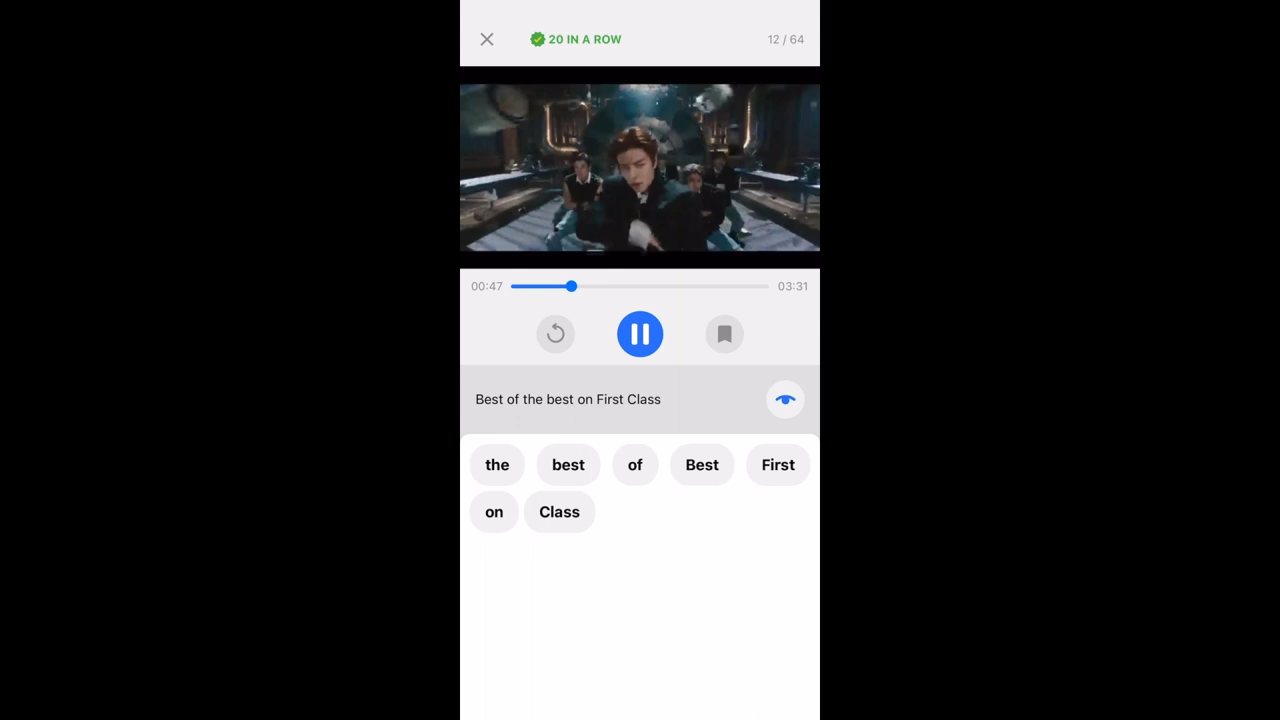 20 IN A ROW
12 / 64
00:47
03:31
Best of the best on First Class
the best of Best First
on Class